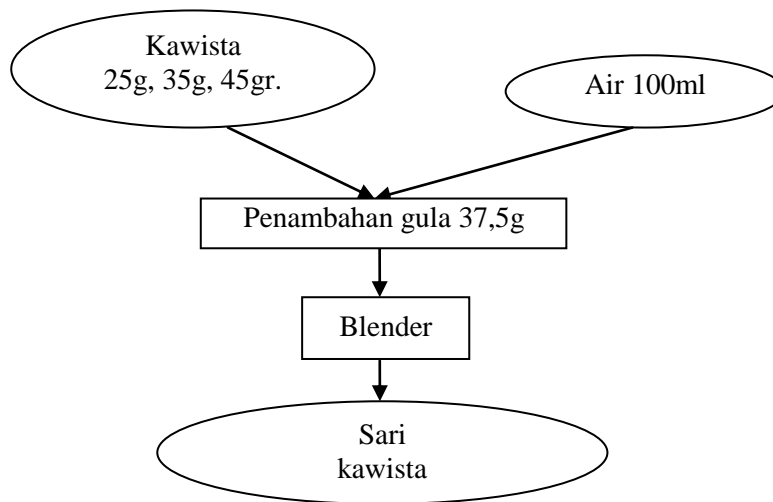 Kawista
25g, 35g, 45gr.
Air 100ml
Penambahan gula 37,5g
Blender
Sari
kawista